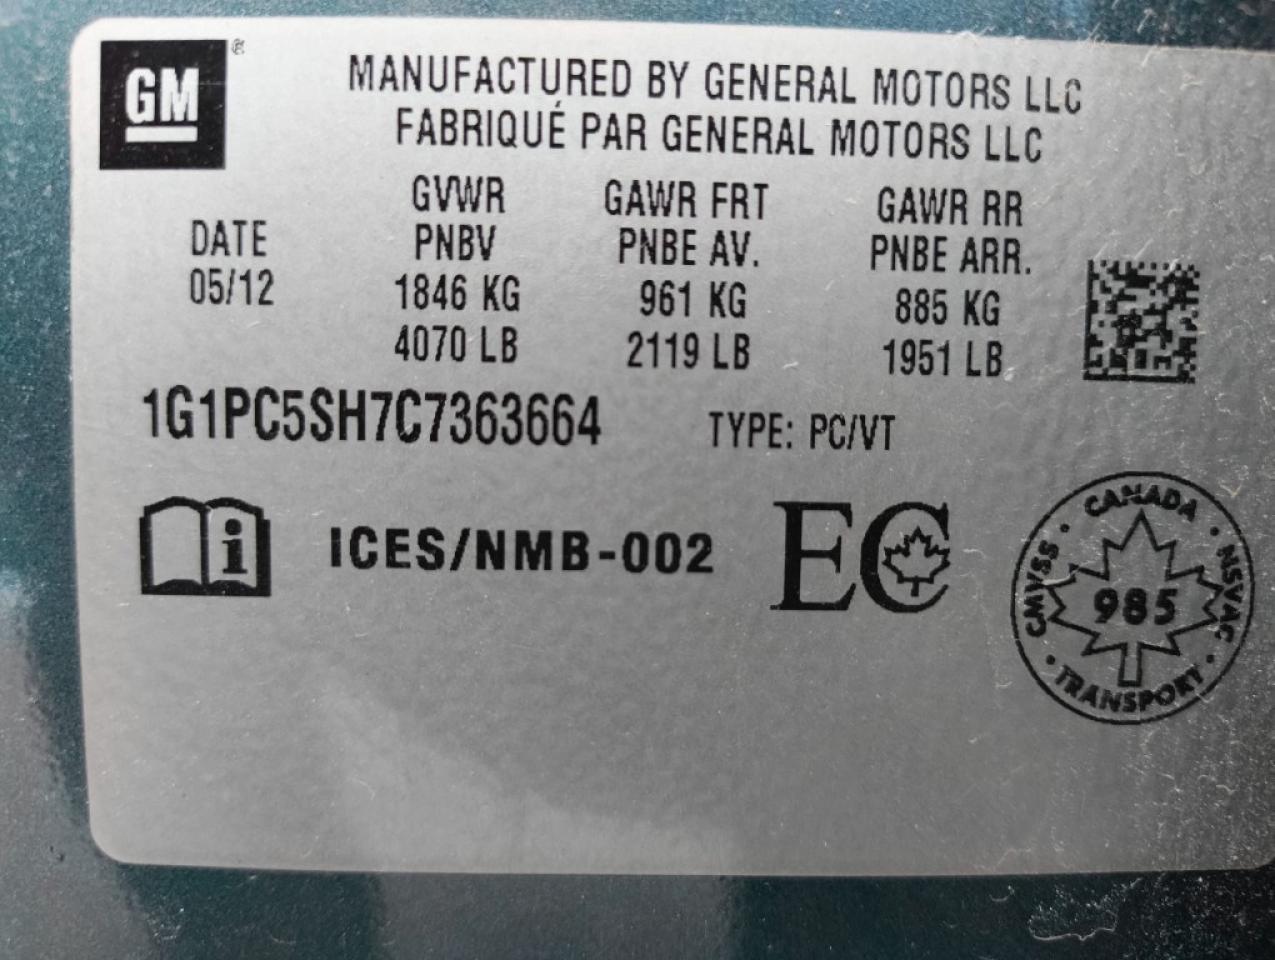 GM ®
MANUFACTURED BY GENERAL MOTORS LLC
FABRIQUÉ PAR GENERAL MOTORS LLC
GVWR GAWR FRT GAWR RR
DATE PNBV PNBE AV. PNBE ARR.
05/12 1846 KG 961 KG 885 KG
4070 LB 2119 LB 1951 LB
1G1PC5SH7C7363664 TYPE: PC/VT
i ICES/NMB-002 EC
CANADA
CMVSS 985 NSVAC
TRANSPORT